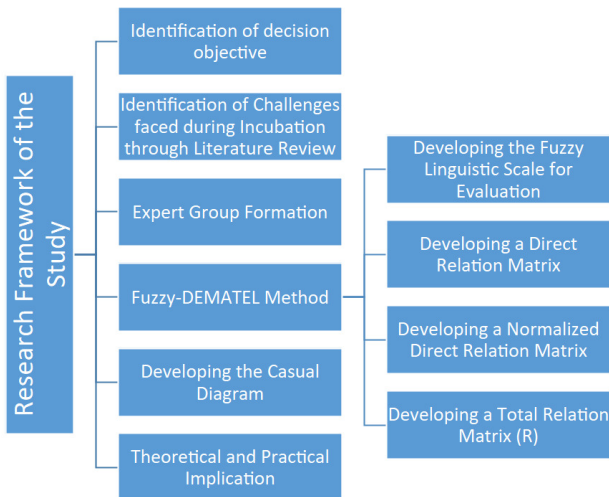 Research Framework of the
Study
Identification of decision
objective
Identification of Challenges
faced during Incubation
through Literature Review
Expert Group Formation
Fuzzy-DEMATEL Method
Developing the Casual
Diagram
Theoretical and Practical
Implication
Developing the Fuzzy
Linguistic Scale for
Evaluation
Developing a Direct
Relation Matrix
Developing a Normalized
Direct Relation Matrix
Developing a Total Relation
Matrix (R)